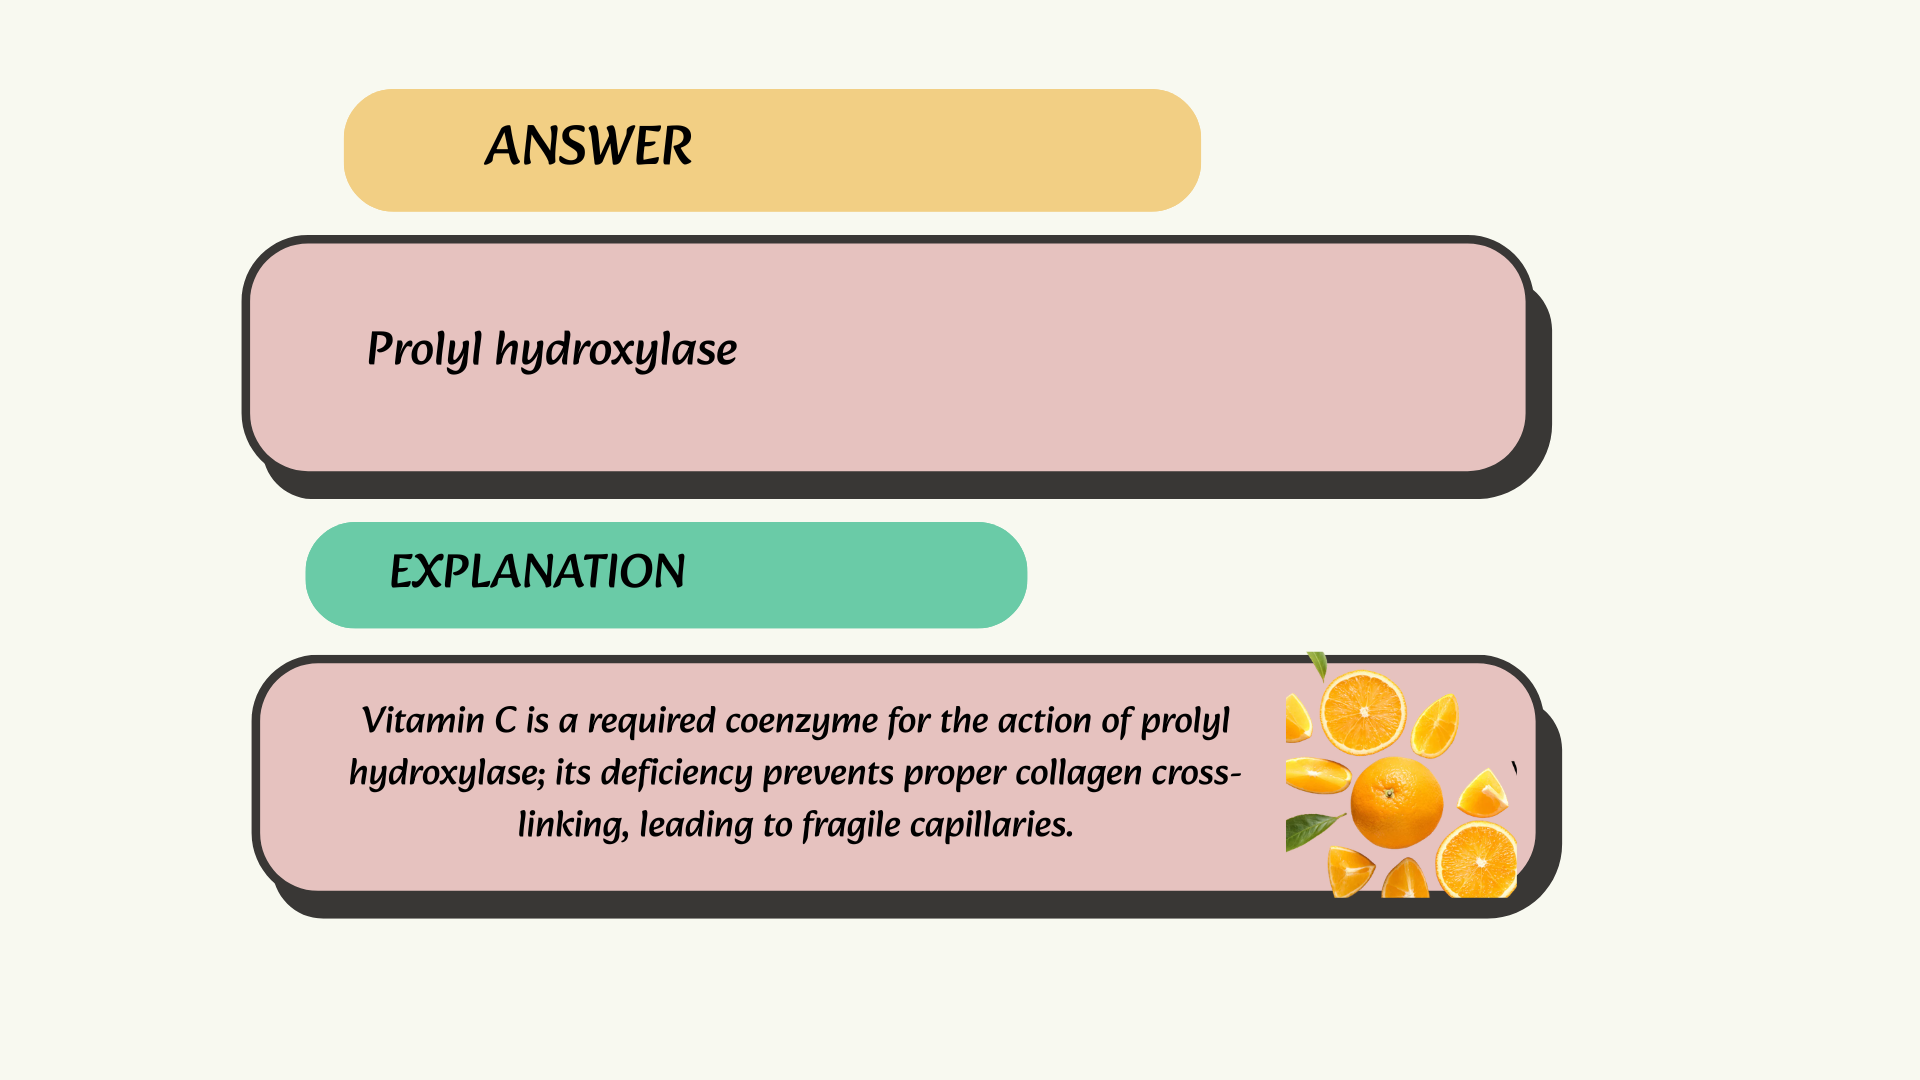 ANSWER
Prolyl hydroxylase
EXPLANATION
Vitamin C is a required coenzyme for the action of prolyl
hydroxylase; its deficiency prevents proper collagen cross-
linking, leading to fragile capillaries.